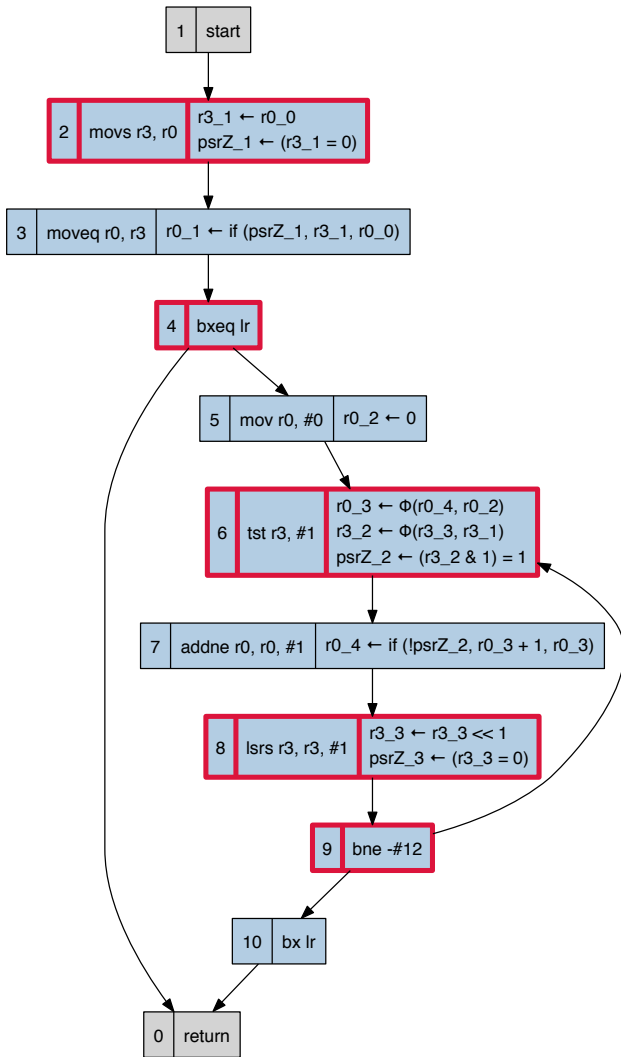 1 start
2 movs r3, r0 r3_1 ← r0_0
psrZ_1 ← (r3_1 = 0)
3 moveq r0, r3 r0_1 ← if (psrZ_1, r3_1, r0_0)
4 bxeq lr
5 mov r0, #0 r0_2 ← 0
6 tst r3, #1 r0_3 ← Φ(r0_4, r0_2)
r3_2 ← Φ(r3_3, r3_1)
psrZ_2 ← (r3_2 & 1) = 1
7 addne r0, r0, #1 r0_4 ← if (!psrZ_2, r0_3 + 1, r0_3)
8 lsrs r3, r3, #1 r3_3 ← r3_3 << 1
psrZ_3 ← (r3_3 = 0)
9 bne -#12
10 bx lr
0 return